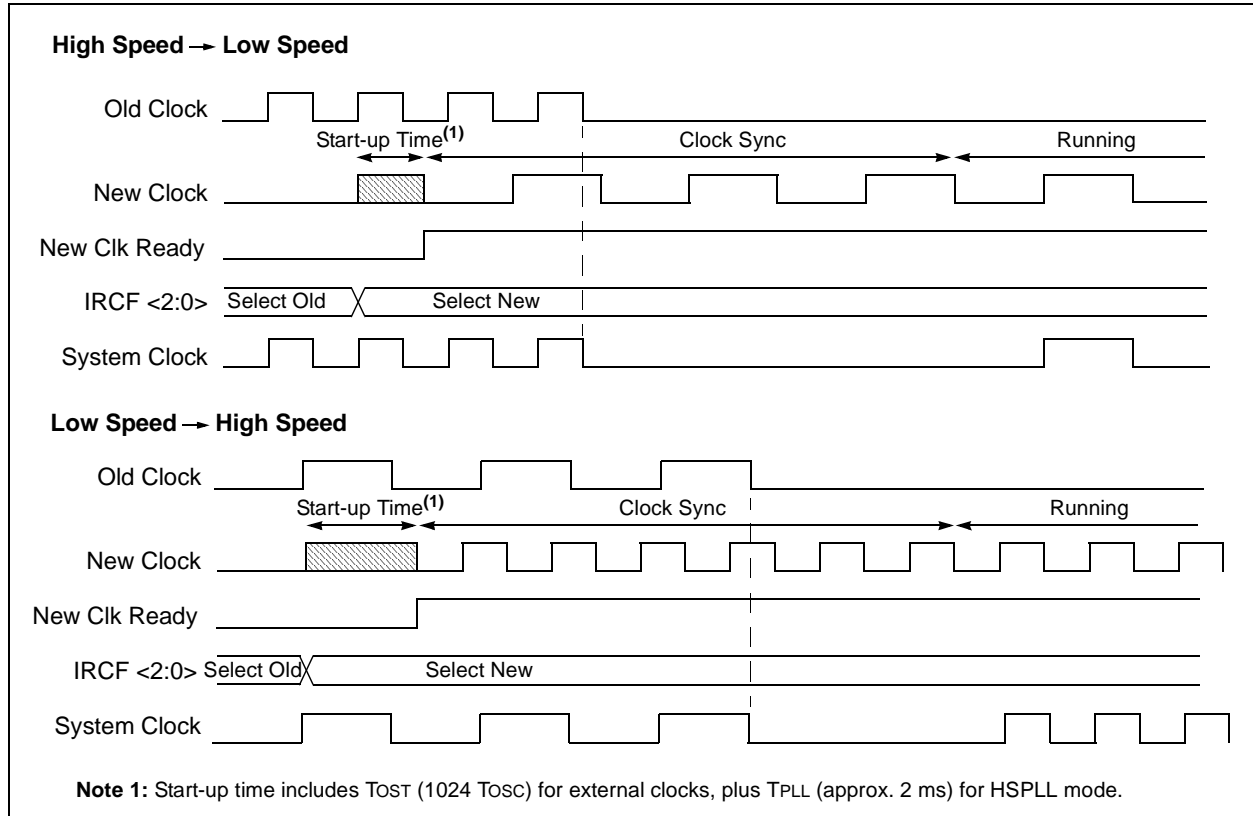 High Speed → Low Speed
Old Clock
Start-up Time(1)
Clock Sync
Running
New Clock
New Clk Ready
IRCF <2:0>
Select Old
Select New
System Clock
Low Speed → High Speed
Old Clock
Start-up Time(1)
Clock Sync
Running
New Clock
New Clk Ready
IRCF <2:0>
Select Old
Select New
System Clock
Note 1: Start-up time includes TOST (1024 TOSC) for external clocks, plus TPLL (approx. 2 ms) for HSPLL mode.